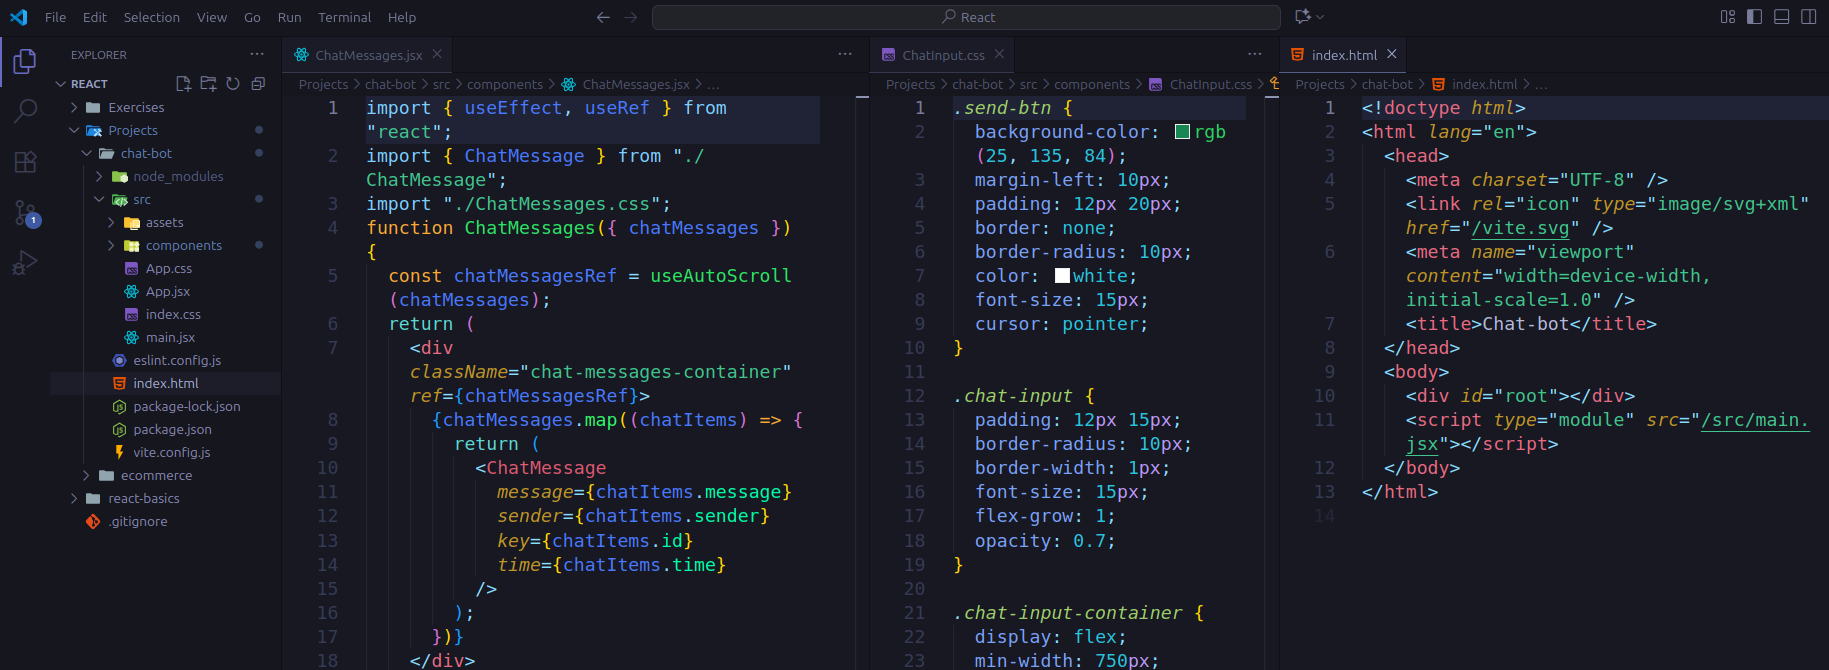 File Edit Selection View Go Run Terminal Help
React
EXPLORER
REACT
Exercises
Projects
chat-bot
node_modules
src
assets
components
App.css
App.jsx
index.css
main.jsx
eslint.config.js
index.html
package-lock.json
package.json
vite.config.js
ecommerce
react-basics
.gitignore
1
ChatMessages.jsx
Projects > chat-bot > src > components > ChatMessages.jsx > ...
1 import { useEffect, useRef } from
"react";
2 import { ChatMessage } from "./
ChatMessage";
3 import "./ChatMessages.css";
4 function ChatMessages({ chatMessages })
{
5 const chatMessagesRef = useAutoScroll
(chatMessages);
6 return (
7 <div
className="chat-messages-container"
ref={chatMessagesRef}>
8 {chatMessages.map((chatItems) => {
9 return (
10 <ChatMessage
11 message={chatItems.message}
12 sender={chatItems.sender}
13 key={chatItems.id}
14 time={chatItems.time}
15 />
16 );
17 })}
18 </div>
ChatInput.css
Projects > chat-bot > src > components > ChatInput.css >
1 .send-btn {
2 background-color: rgb
(25, 135, 84);
3 margin-left: 10px;
4 padding: 12px 20px;
5 border: none;
6 border-radius: 10px;
7 color: white;
8 font-size: 15px;
9 cursor: pointer;
10 }
11
12 .chat-input {
13 padding: 12px 15px;
14 border-radius: 10px;
15 border-width: 1px;
16 font-size: 15px;
17 flex-grow: 1;
18 opacity: 0.7;
19 }
20
21 .chat-input-container {
22 display: flex;
23 min-width: 750px;
index.html
Projects > chat-bot > index.html > ...
1 <!doctype html>
2 <html lang="en">
3 <head>
4 <meta charset="UTF-8" />
5 <link rel="icon" type="image/svg+xml"
href="/vite.svg" />
6 <meta name="viewport"
content="width=device-width,
initial-scale=1.0" />
7 <title>Chat-bot</title>
8 </head>
9 <body>
10 <div id="root"></div>
11 <script type="module" src="/src/main.
jsx"></script>
12 </body>
13 </html>
14